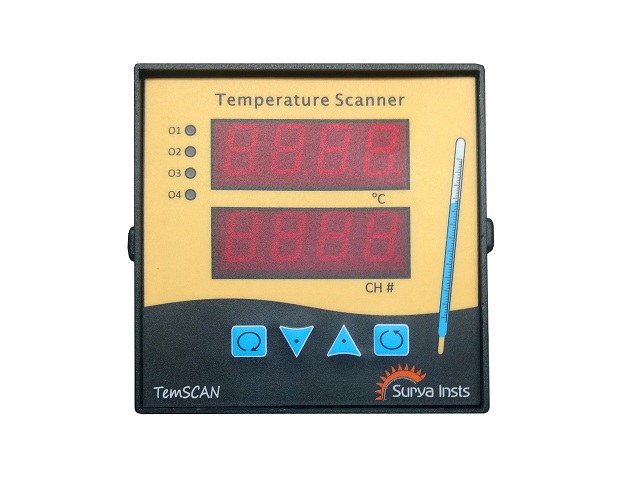 Temperature Scanner
O1
O2
O3
O4
°C
CH #
TemSCAN
Surya Insts